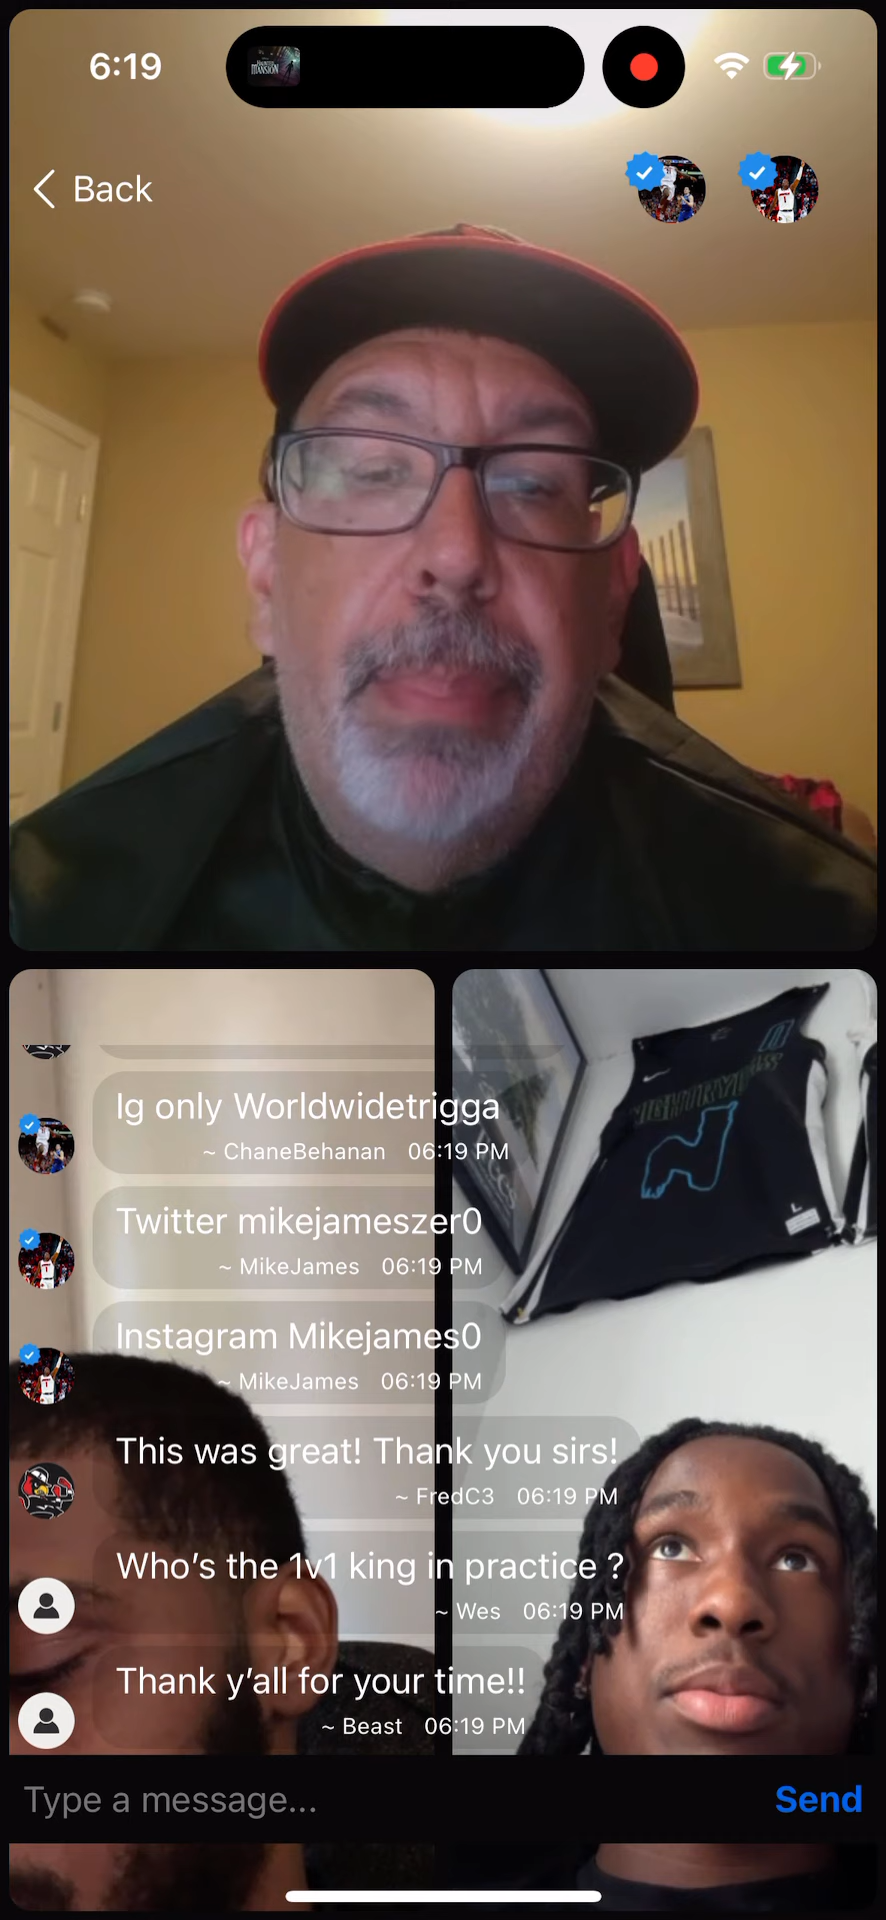 6:19
HAUNTED MANSION
Back
Ig only Worldwidetrigga
~ ChaneBehanan 06:19 PM
Twitter mikejameszer0
~ MikeJames 06:19 PM
Instagram Mikejames0
~ MikeJames 06:19 PM
This was great! Thank you sirs!
~ FredC3 06:19 PM
Who’s the 1v1 king in practice ?
~ Wes 06:19 PM
Thank y’all for your time!!
~ Beast 06:19 PM
Type a message...
Send